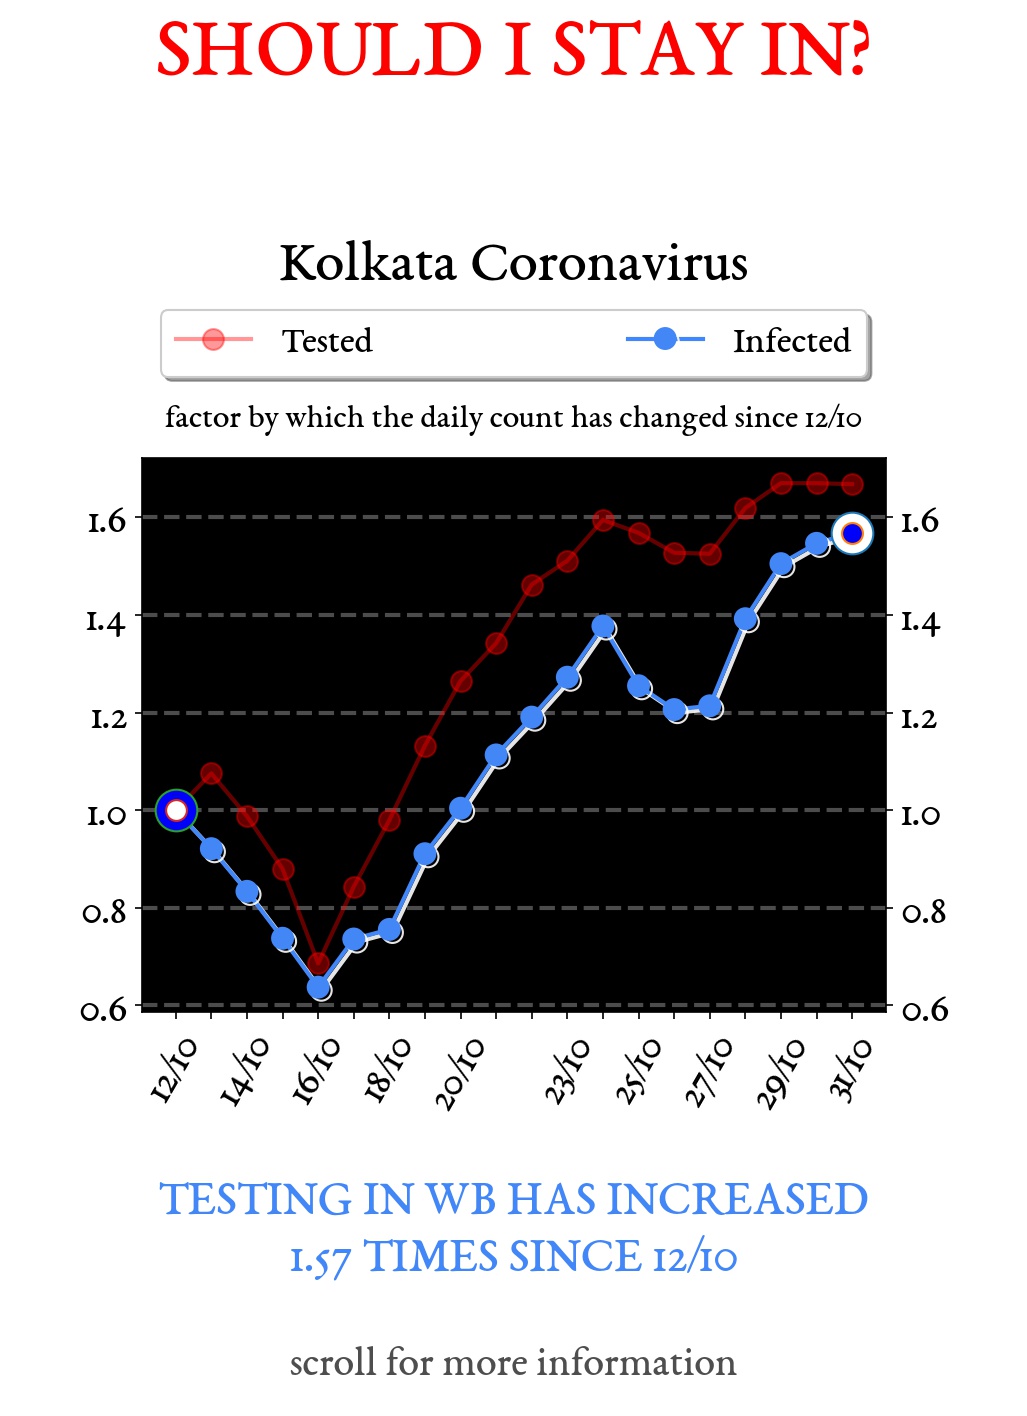 SHOULD I STAY IN?
Kolkata Coronavirus
Tested Infected
factor by which the daily count has changed since 12/10
1.6 1.6
1.4 1.4
1.2 1.2
1.0 1.0
0.8 0.8
0.6 0.6
12/10 14/10 16/10 18/10 20/10 23/10 25/10 27/10 29/10 31/10
TESTING IN WB HAS INCREASED
1.57 TIMES SINCE 12/10
scroll for more information